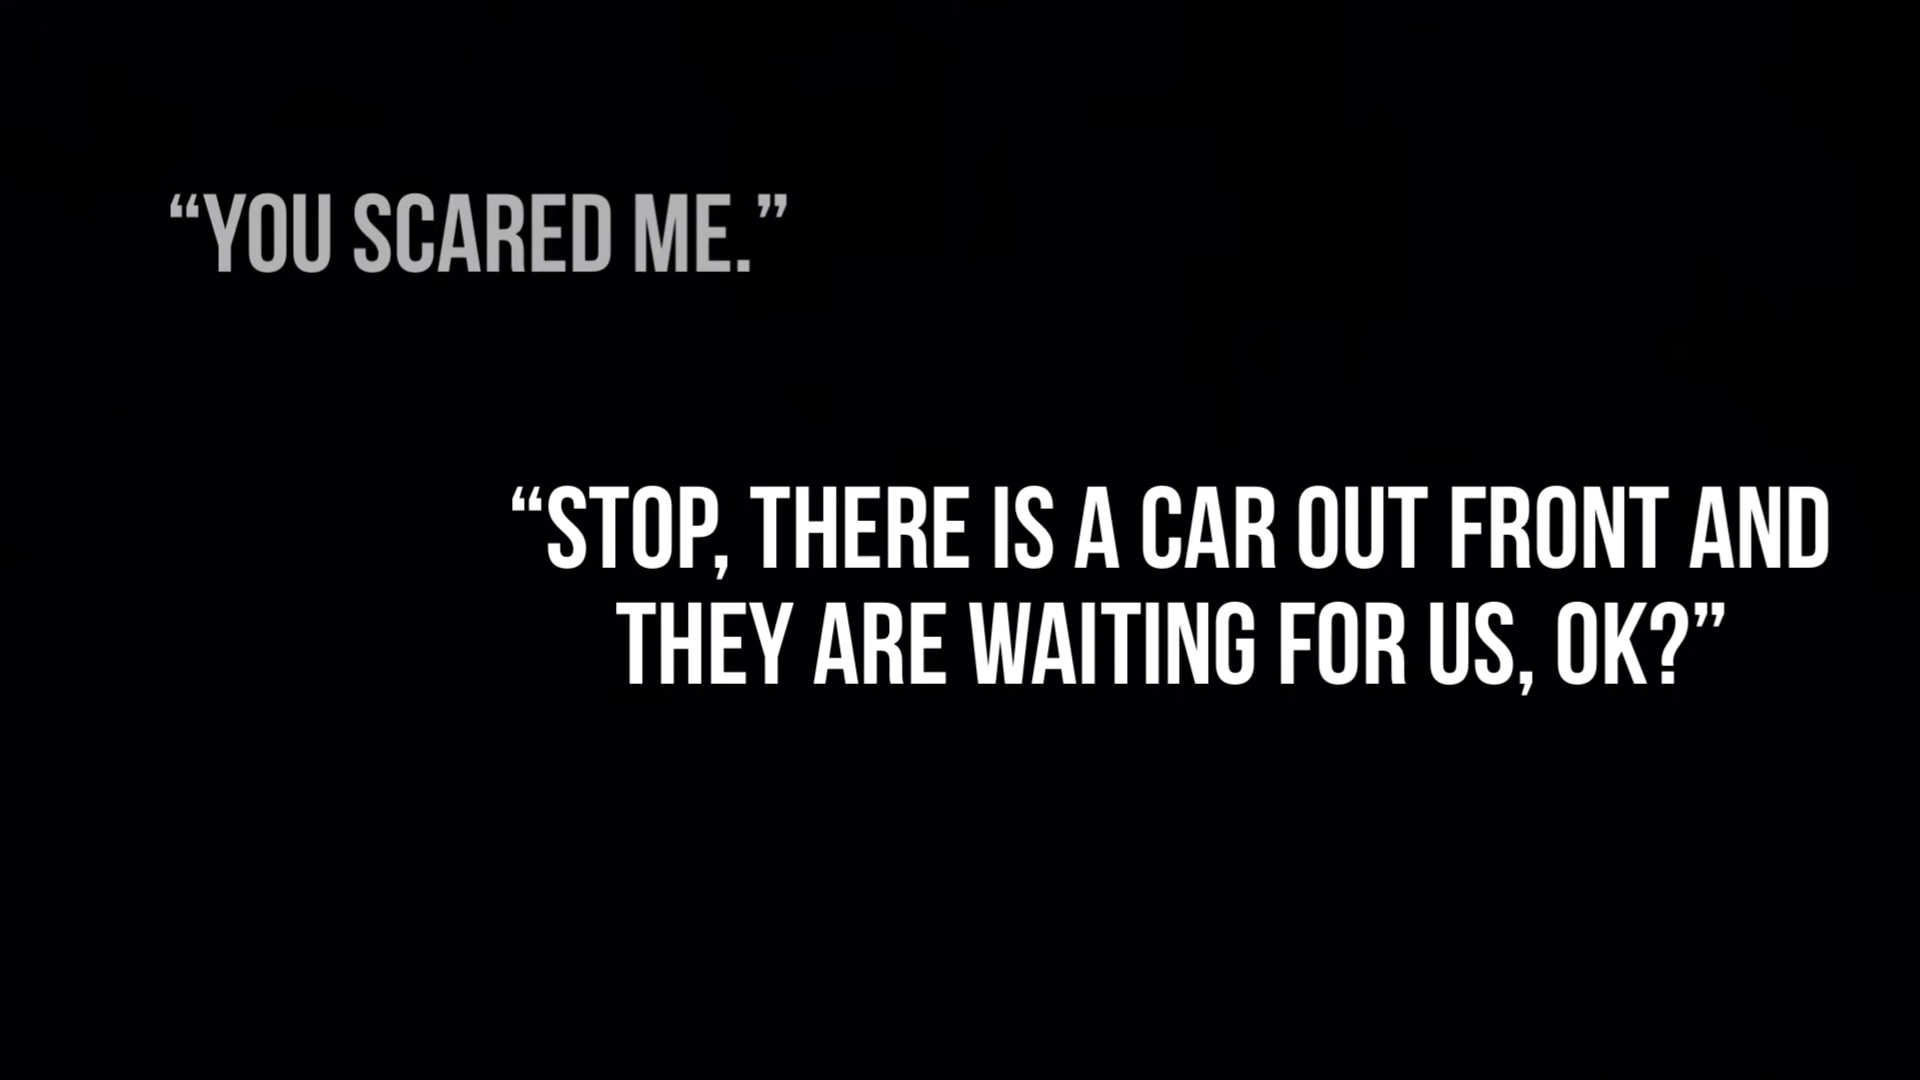 “YOU SCARED ME.”
“STOP, THERE IS A CAR OUT FRONT AND
THEY ARE WAITING FOR US, OK?”